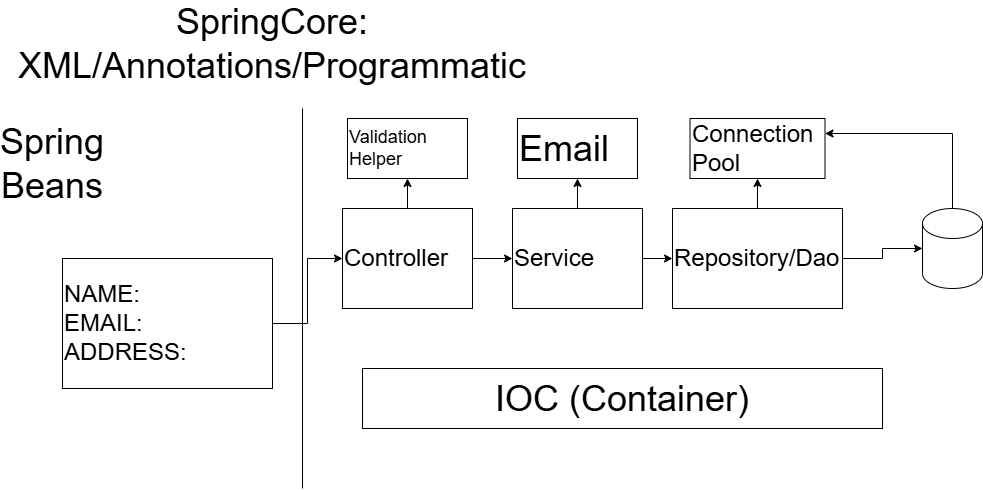 SpringCore:
XML/Annotations/Programmatic
Spring
Beans
Validation
Helper
Email
Connection
Pool
Controller
Service
Repository/Dao
NAME:
EMAIL:
ADDRESS:
IOC (Container)